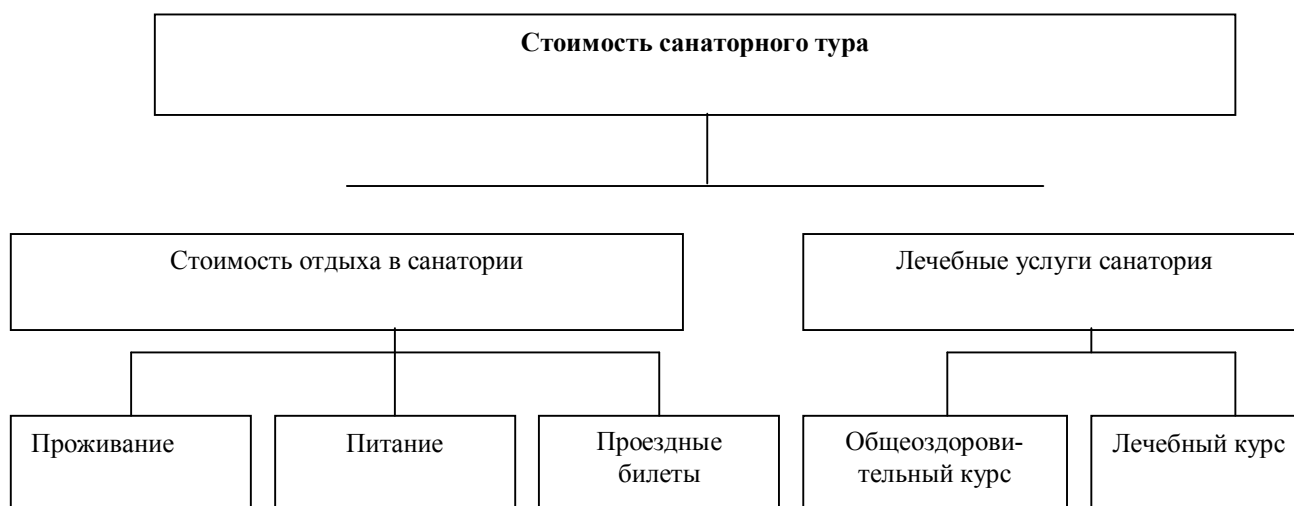 Стоимость санаторного тура
Стоимость отдыха в санатории
Лечебные услуги санатория
Проживание
Питание
Проездные
билеты
Общеоздорови-
тельный курс
Лечебный курс